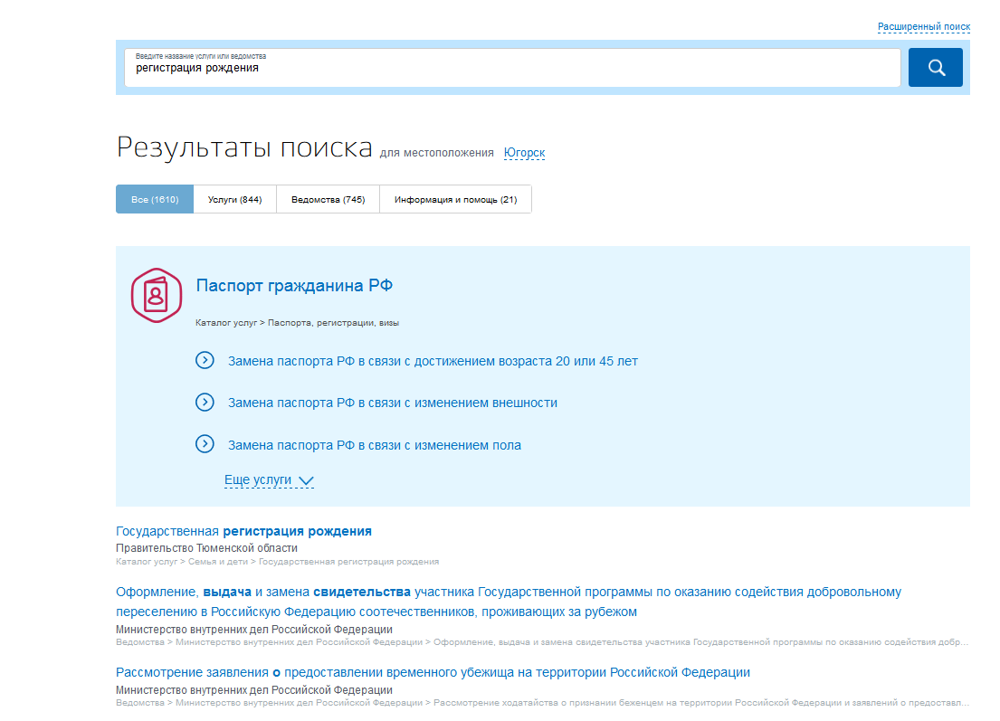 Расширенный поиск
Введите название услуги или ведомства
регистрация рождения
Результаты поиска для местоположения Югорск
Все (1610) Услуги (844) Ведомства (745) Информация и помощь (21)
Паспорт гражданина РФ
Каталог услуг > Паспорта, регистрации, визы
Замена паспорта РФ в связи с достижением возраста 20 или 45 лет
Замена паспорта РФ в связи с изменением внешности
Замена паспорта РФ в связи с изменением пола
Еще услуги
Государственная регистрация рождения
Правительство Тюменской области
Каталог услуг > Семья и дети > Государственная регистрация рождения
Оформление, выдача и замена свидетельства участника Государственной программы по оказанию содействия добровольному
переселению в Российскую Федерацию соотечественников, проживающих за рубежом
Министерство внутренних дел Российской Федерации
Ведомства > Министерство внутренних дел Российской Федерации > Оформление, выдача и замена свидетельства участника Государственной программы по оказанию содействия добр...
Рассмотрение заявления о предоставлении временного убежища на территории Российской Федерации
Министерство внутренних дел Российской Федерации
Ведомства > Министерство внутренних дел Российской Федерации > Рассмотрение ходатайства о признании беженцем на территории Российской Федерации и заявлений о предоставл...